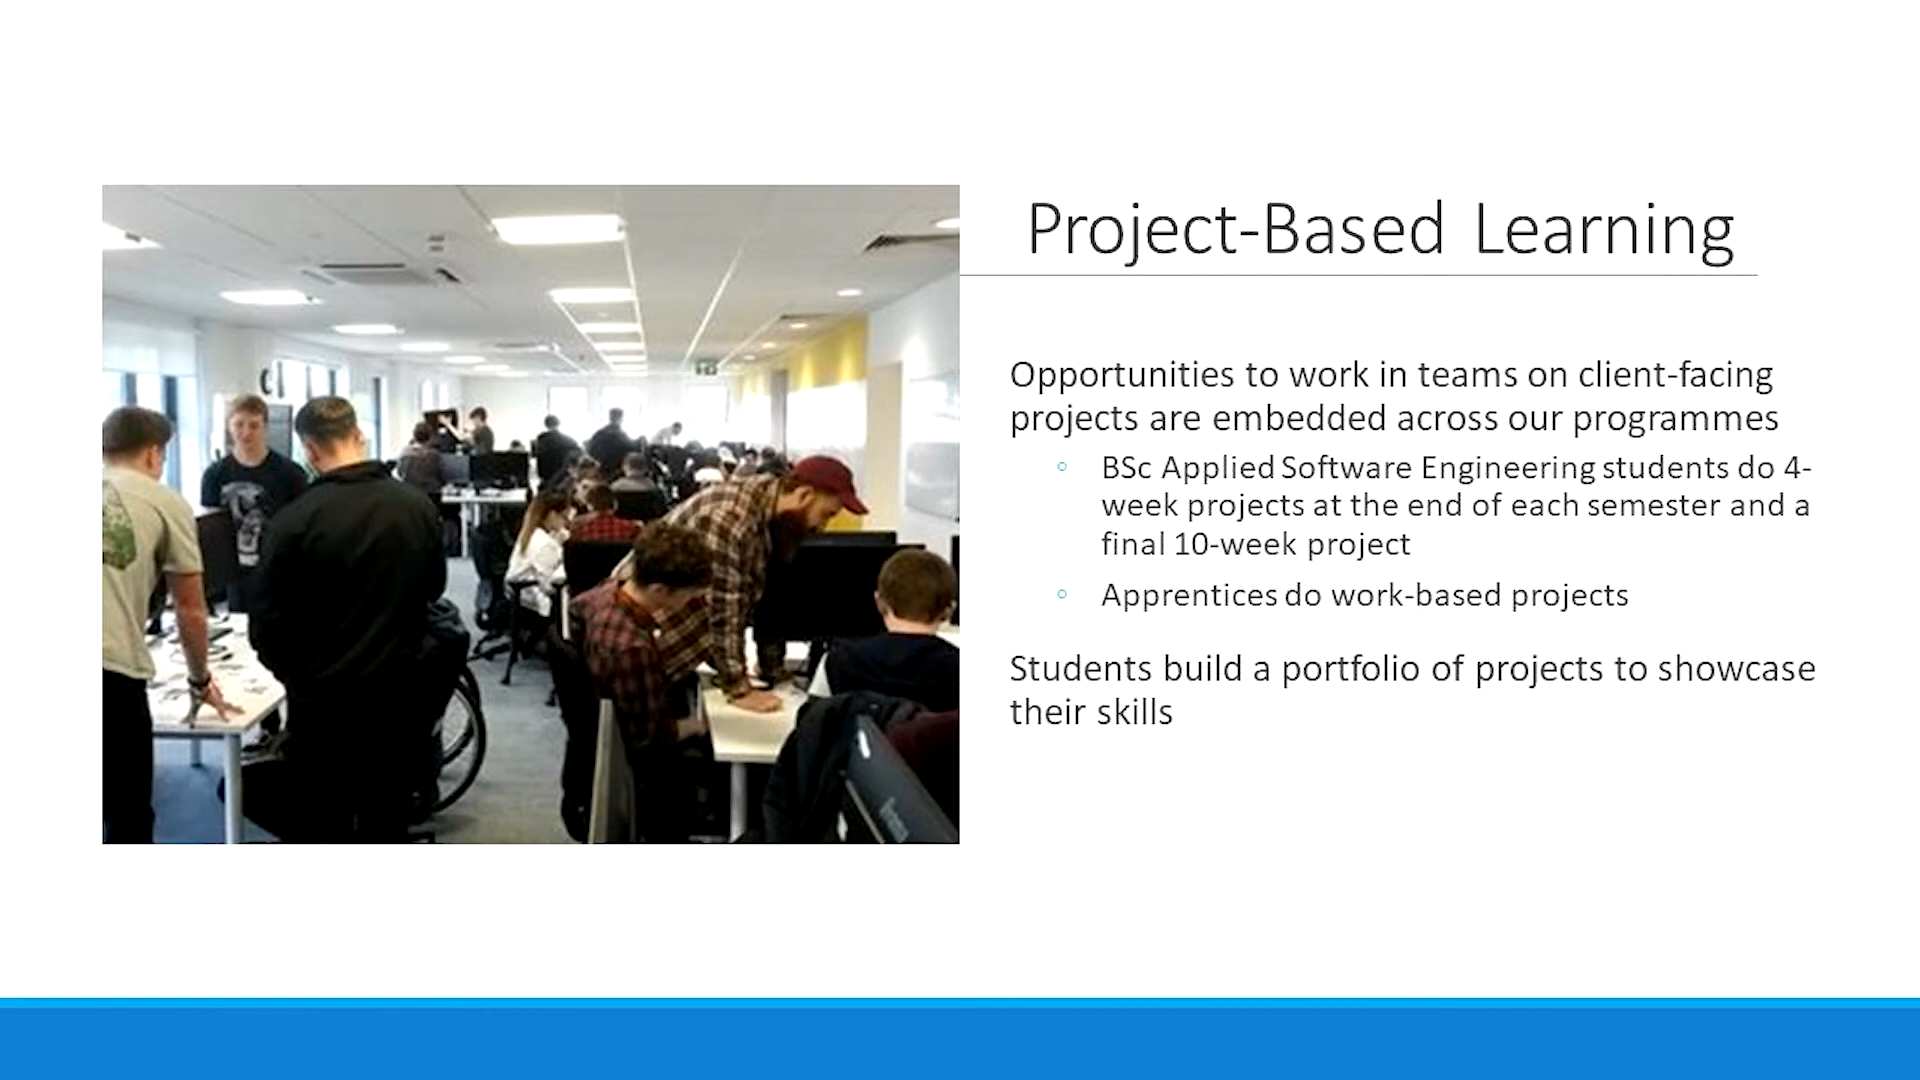 Project-Based Learning
Opportunities to work in teams on client-facing
projects are embedded across our programmes
◦ BSc Applied Software Engineering students do 4-
week projects at the end of each semester and a
final 10-week project
◦ Apprentices do work-based projects
Students build a portfolio of projects to showcase
their skills